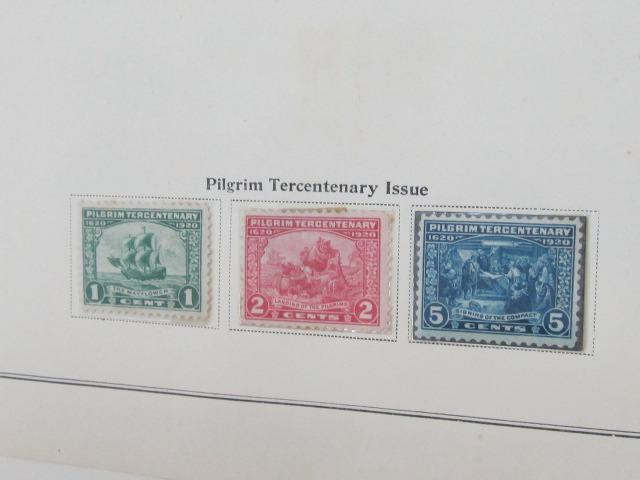 Pilgrim Tercentenary Issue
PILGRIM TERCENTENARY
1620 1920
THE MAYFLOWER
1 CENT 1
PILGRIM TERCENTENARY
1620 1920
LANDING OF THE PILGRIMS
2 CENTS 2
PILGRIM TERCENTENARY
1620 1920
SIGNING OF THE COMPACT
5 CENTS 5